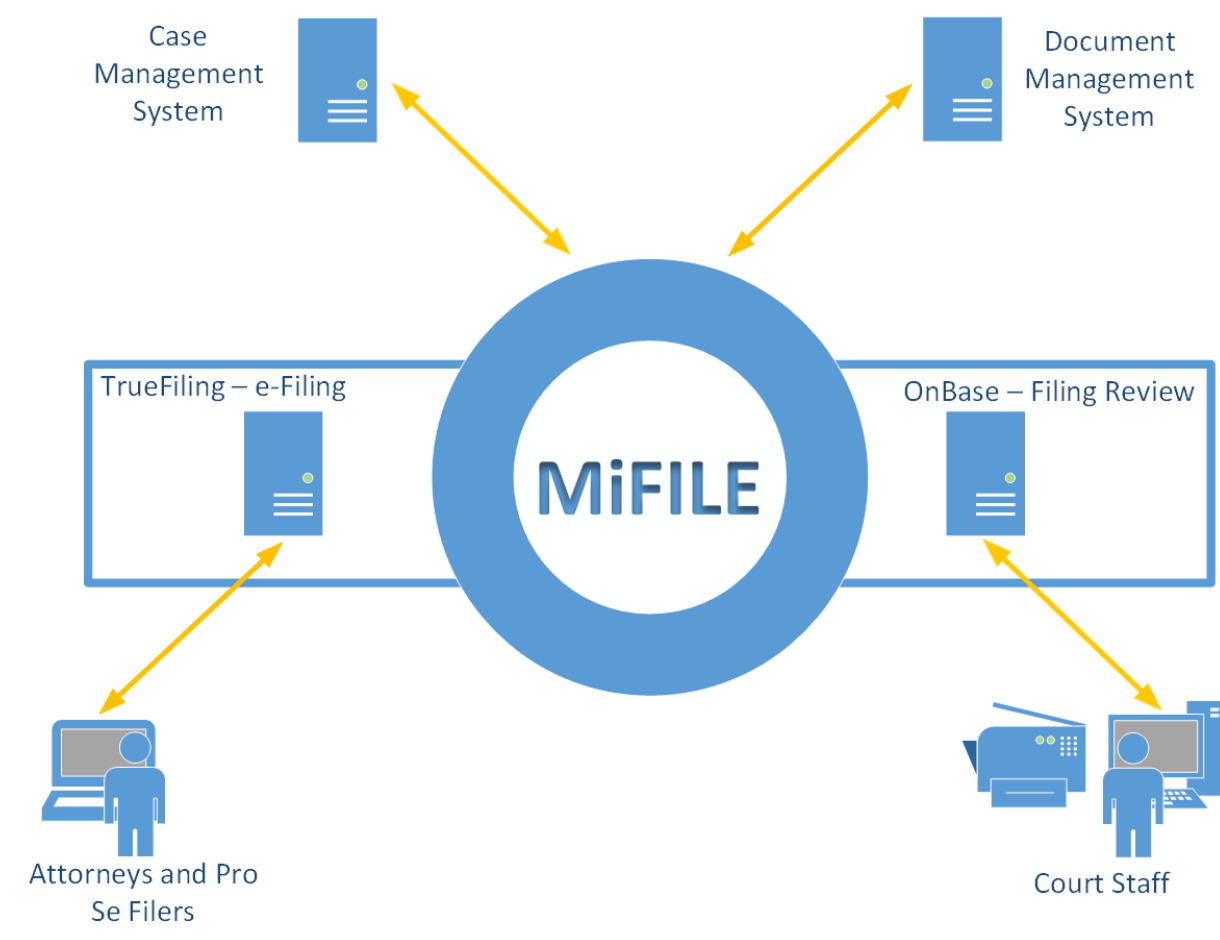 Case
Management
System
Document
Management
System
TrueFiling – e-Filing
OnBase – Filing Review
MiFILE
Attorneys and Pro
Se Filers
Court Staff